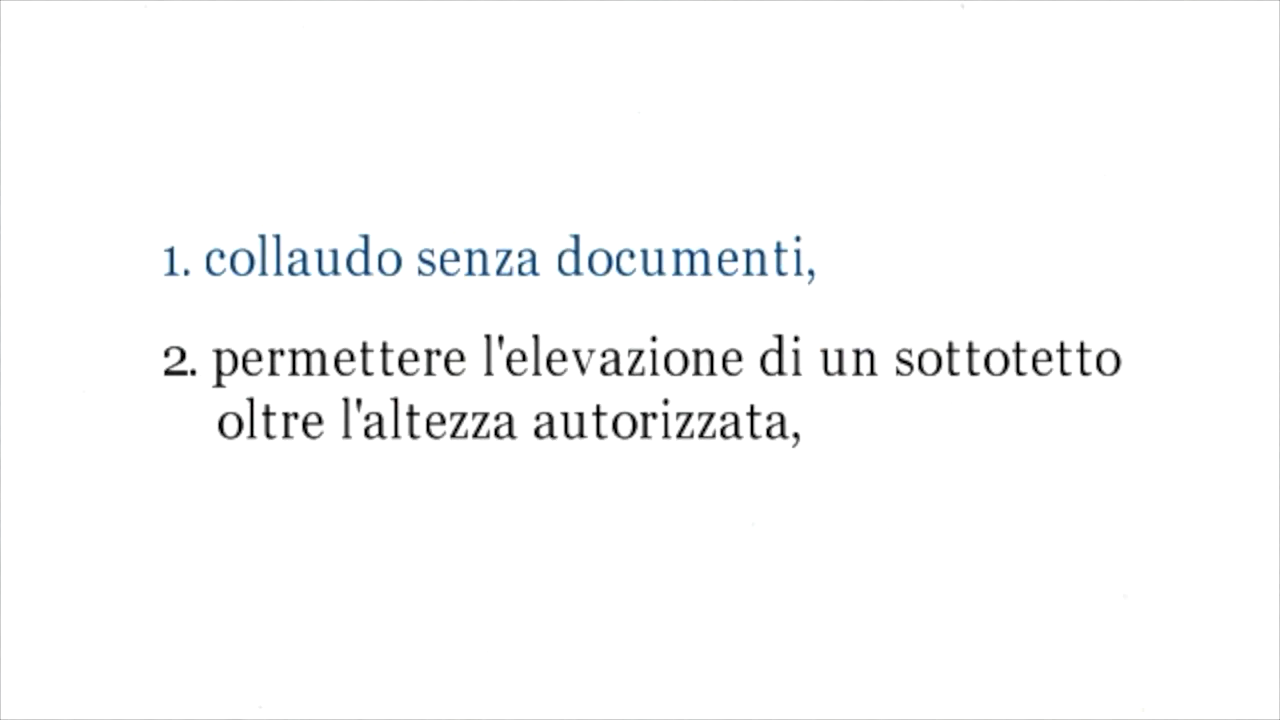 1. collaudo senza documenti,
2. permettere l'elevazione di un sottotetto
oltre l'altezza autorizzata,